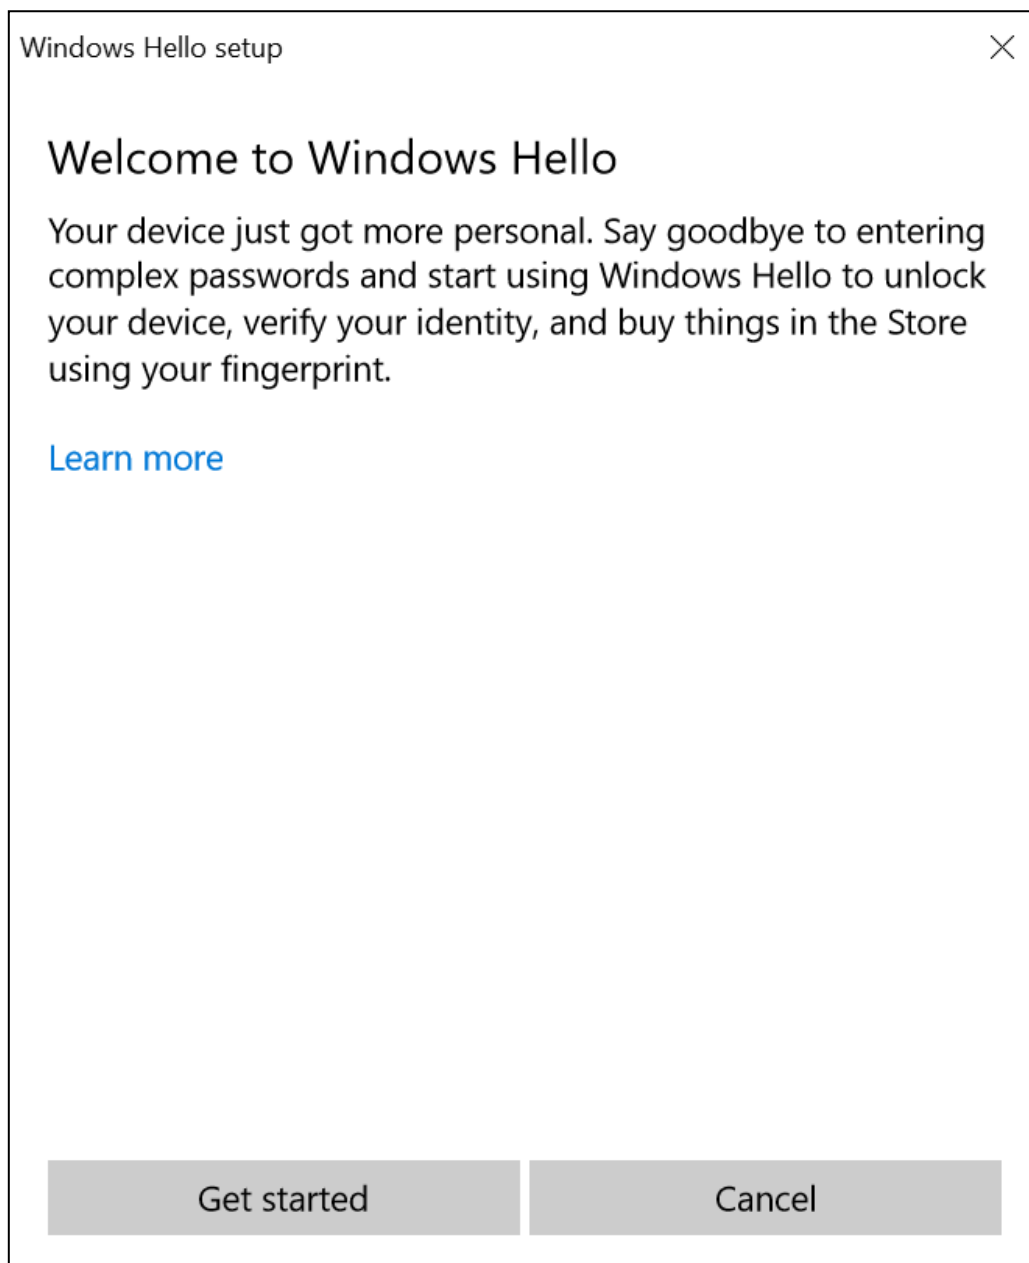 Windows Hello setup
Welcome to Windows Hello
Your device just got more personal. Say goodbye to entering
complex passwords and start using Windows Hello to unlock
your device, verify your identity, and buy things in the Store
using your fingerprint.
Learn more
Get started
Cancel